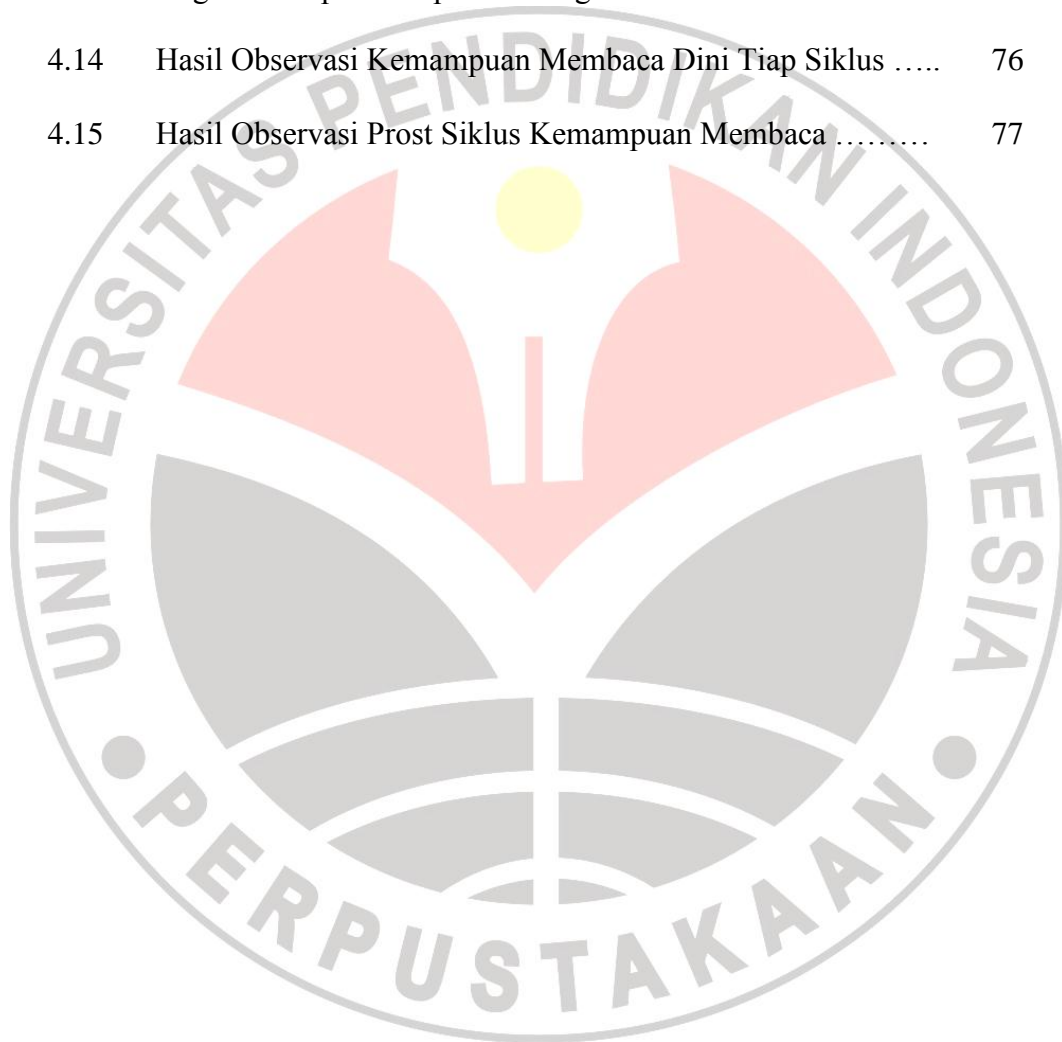 4.14 Hasil Observasi Kemampuan Membaca Dini Tiap Siklus ….. 76
4.15 Hasil Observasi Prost Siklus Kemampuan Membaca ……… 77
UNIVERSITAS PENDIDIKAN INDONESIA
PERPUSTAKAAN